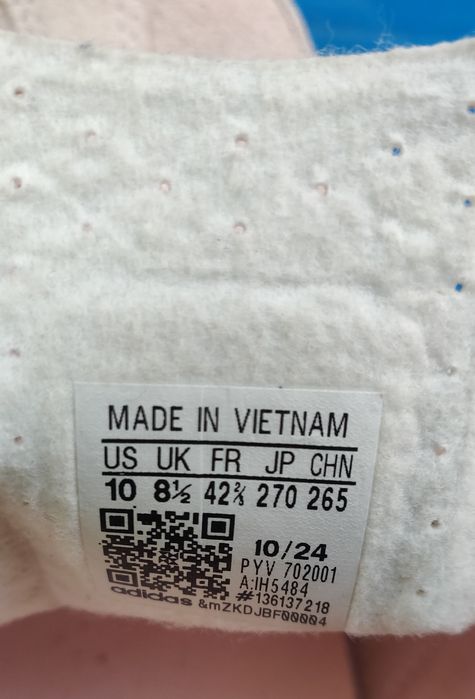 MADE IN VIETNAM
US UK FR JP CHN
10 8½ 42⅔ 270 265
10/24
PYV 702001
A:IH5484
#136137218
adidas &mZKDJBF00004